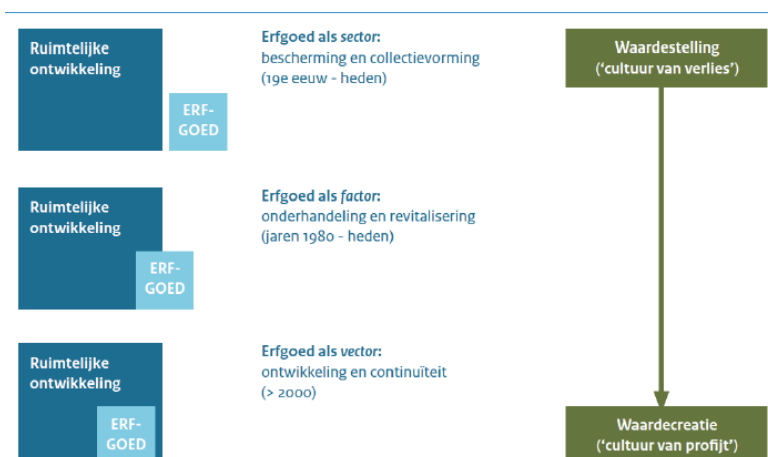 Ruimtelijke
ontwikkeling
ERF-
GOED
Erfgoed als sector:
bescherming en collectievorming
(19e eeuw - heden)
Waardestelling
(‘cultuur van verlies’)
Ruimtelijke
ontwikkeling
ERF-
GOED
Erfgoed als factor:
onderhandeling en revitalisering
(jaren 1980 - heden)
Ruimtelijke
ontwikkeling
ERF-
GOED
Erfgoed als vector:
ontwikkeling en continuïteit
(> 2000)
Waardecreatie
(‘cultuur van profijt’)